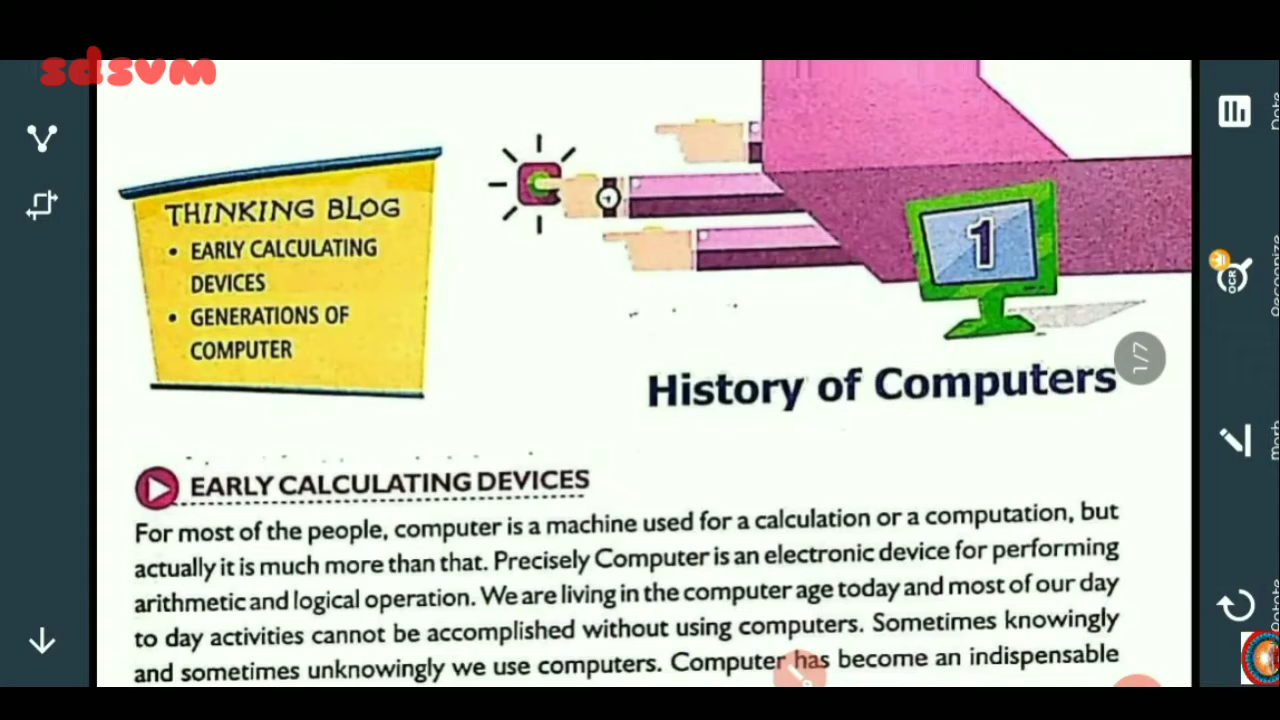 sdsvm
THINKING BLOG
• EARLY CALCULATING
DEVICES
• GENERATIONS OF
COMPUTER
1
1/7
History of Computers
EARLY CALCULATING DEVICES
For most of the people, computer is a machine used for a calculation or a computation, but
actually it is much more than that. Precisely Computer is an electronic device for performing
arithmetic and logical operation. We are living in the computer age today and most of our day
to day activities cannot be accomplished without using computers. Sometimes knowingly
and sometimes unknowingly we use computers. Computer has become an indispensable
Note
OCR
Recognize
Rotate